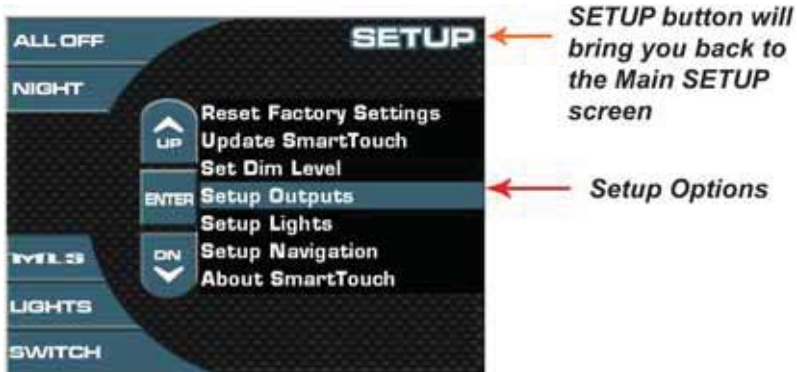 ALL OFF
NIGHT
SETUP
SETUP button will
bring you back to
the Main SETUP
screen
UP
ENTER
DN
Reset Factory Settings
Update SmartTouch
Set Dim Level
Setup Outputs
Setup Lights
Setup Navigation
About SmartTouch
Setup Options
MLS
LIGHTS
SWITCH